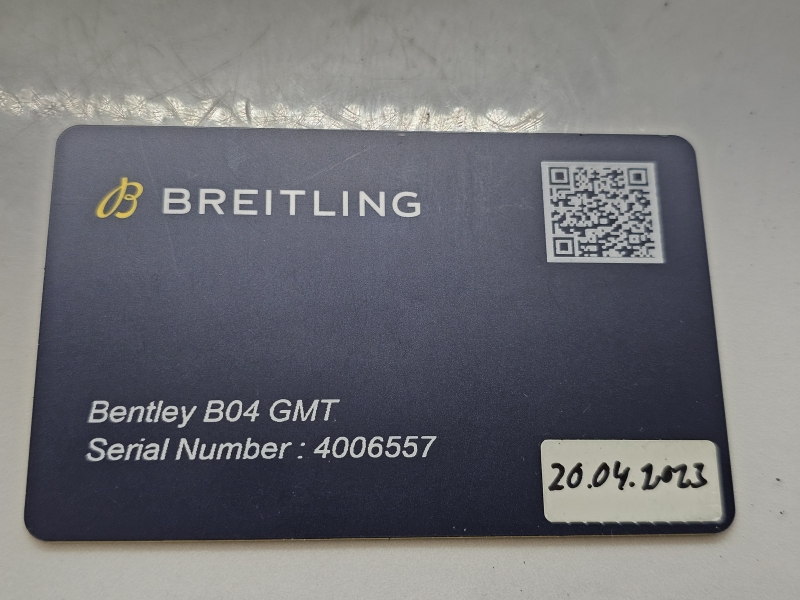 BREITLING
Bentley B04 GMT
Serial Number : 4006557
20.04.2023